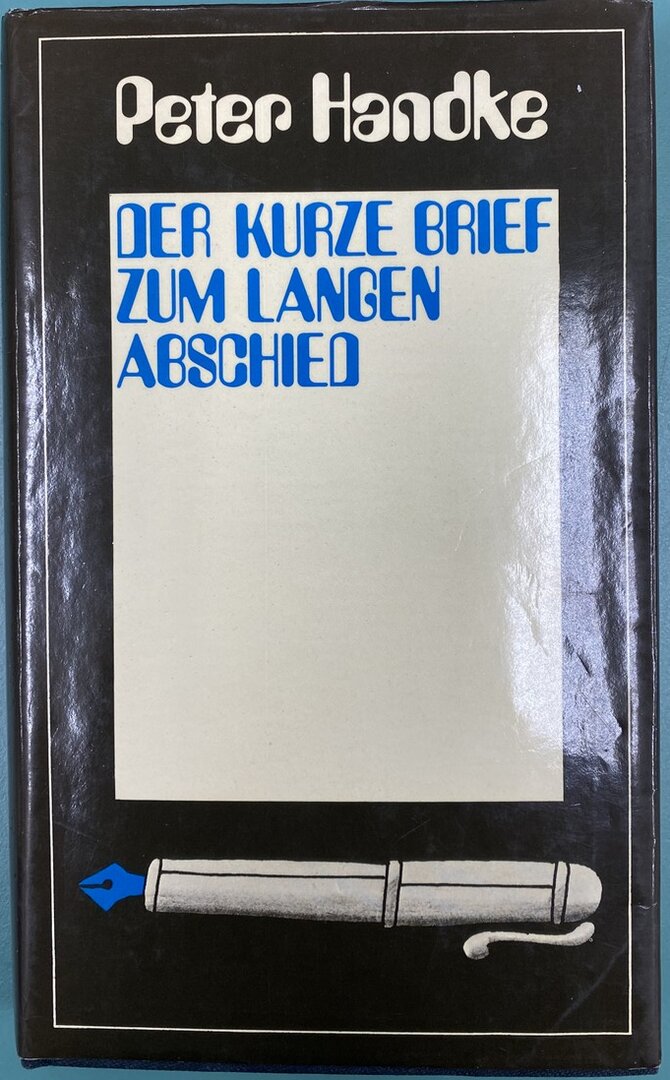 Peter Handke
DER KURZE BRIEF
ZUM LANGEN
ABSCHIED